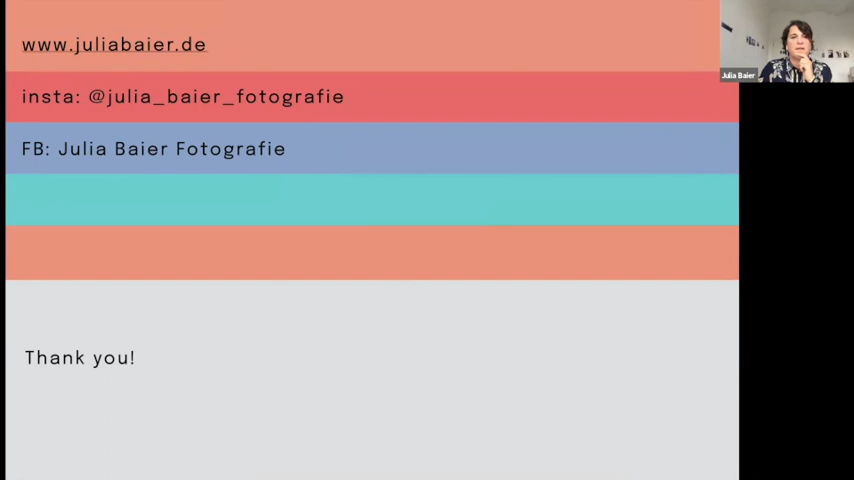 www.juliabaier.de
insta: @julia_baier_fotografie
FB: Julia Baier Fotografie
Thank you!
Julia Baier